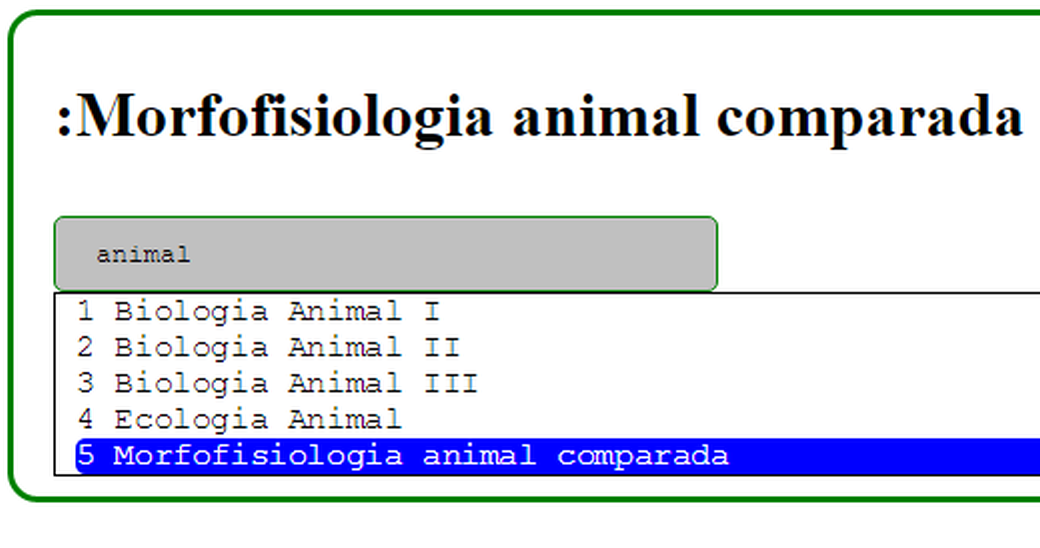 :Morfofisiologia animal comparada
animal
1 Biologia Animal I
2 Biologia Animal II
3 Biologia Animal III
4 Ecologia Animal
5 Morfofisiologia animal comparada